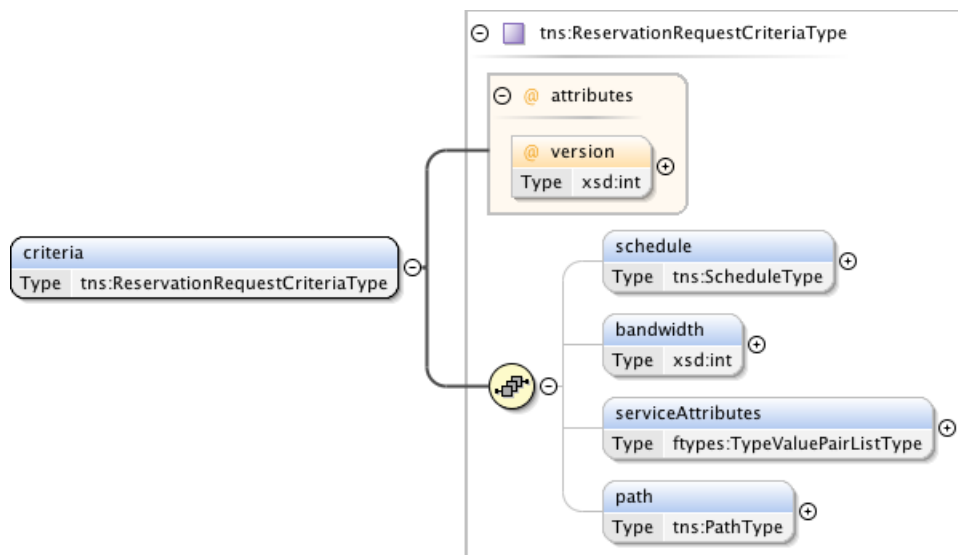 tns:ReservationRequestCriteriaType
@ attributes
@ version
Type xsd:int
criteria
Type tns:ReservationRequestCriteriaType
schedule
Type tns:ScheduleType
bandwidth
Type xsd:int
serviceAttributes
Type ftypes:TypeValuePairListType
path
Type tns:PathType